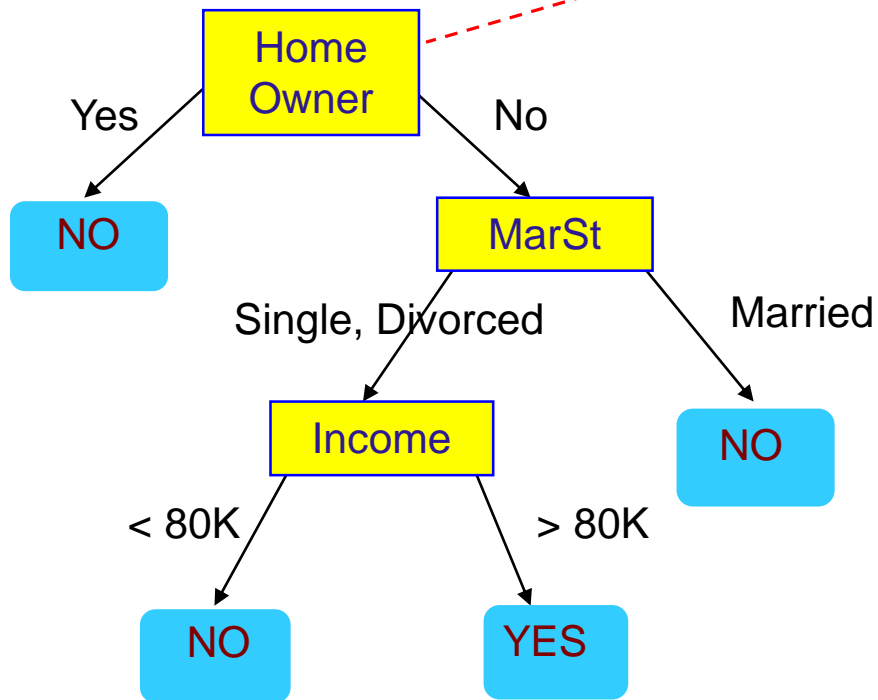 Home
Owner
Yes
No
NO
MarSt
Single, Divorced
Married
Income
NO
< 80K
> 80K
NO
YES